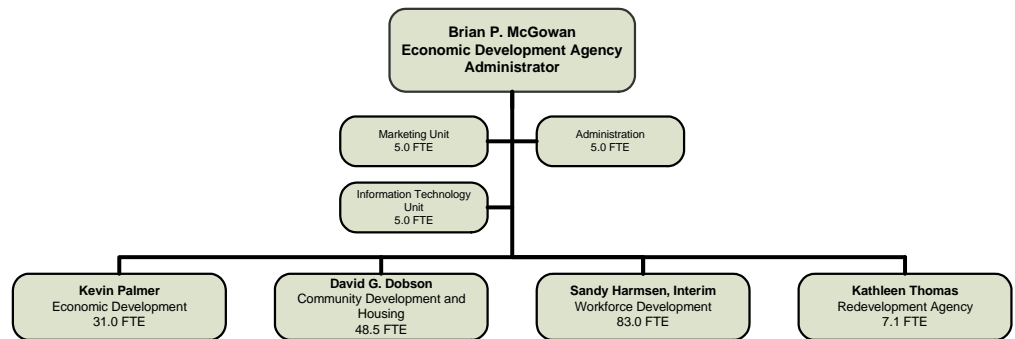 Brian P. McGowan
Economic Development Agency
Administrator
Marketing Unit
5.0 FTE
Administration
5.0 FTE
Information Technology
Unit
5.0 FTE
Kevin Palmer
Economic Development
31.0 FTE
David G. Dobson
Community Development and
Housing
48.5 FTE
Sandy Harmsen, Interim
Workforce Development
83.0 FTE
Kathleen Thomas
Redevelopment Agency
7.1 FTE